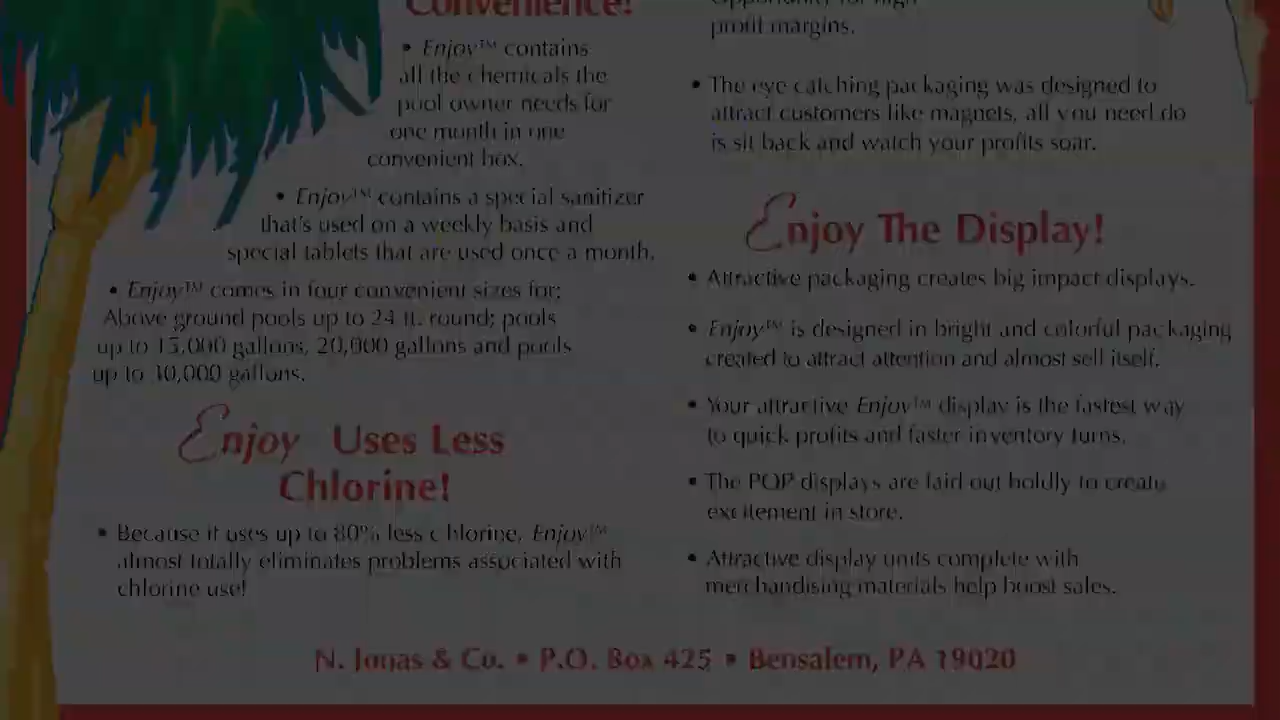 Convenience!
• Enjoy™ contains
all the chemicals the
pool owner needs for
one month in one
convenient box.
• Enjoy™ contains a special sanitizer
that's used on a weekly basis and
special tablets that are used once a month.
• Enjoy™ comes in four convenient sizes for:
Above ground pools up to 24 ft. round; pools
up to 15,000 gallons, 20,000 gallons and pools
up to 30,000 gallons.
Enjoy Uses Less
Chlorine!
• Because it uses up to 80% less chlorine, Enjoy™
almost totally eliminates problems associated with
chlorine use!
Opportunity for high
profit margins.
• The eye catching packaging was designed to
attract customers like magnets, all you need do
is sit back and watch your profits soar.
Enjoy The Display!
• Attractive packaging creates big impact displays.
• Enjoy™ is designed in bright and colorful packaging
created to attract attention and almost sell itself.
• Your attractive Enjoy™ display is the fastest way
to quick profits and faster inventory turns.
• The POP displays are laid out boldly to create
excitement in store.
• Attractive display units complete with
merchandising materials help boost sales.
N. Jonas & Co. • P.O. Box 425 • Bensalem, PA 19020